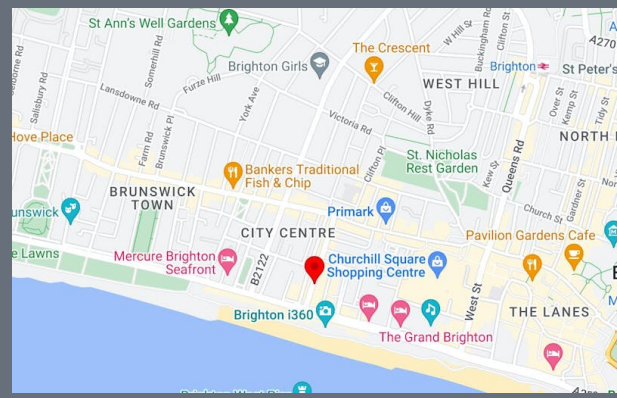 St Ann's Well Gardens
W Hill St
Buckingham Rd
Clifton St
A270
The Crescent
Brighton Girls
Brighton
St Peter's
Somerhill Rd
Furze Hill
WEST HILL
Salisbury Rd
Lansdowne Rd
York Ave
Clifton Hill
Dyke Rd
Over St
Kemp St
Tidy St
Victoria Rd
Hove Place
Farm Rd
Brunswick Pl
Clifton Pl
St. Nicholas
Rest Garden
Queens Rd
NORTH
Bankers Traditional
Fish & Chip
Kew St
BRUNSWICK
TOWN
Primark
Church St
Gardner St
CITY CENTRE
Pavilion Gardens Cafe
Mercure Brighton
Seafront
B2122
Churchill Square
Shopping Centre
e Lawns
West St
Brighton i360
THE LANES
The Grand Brighton